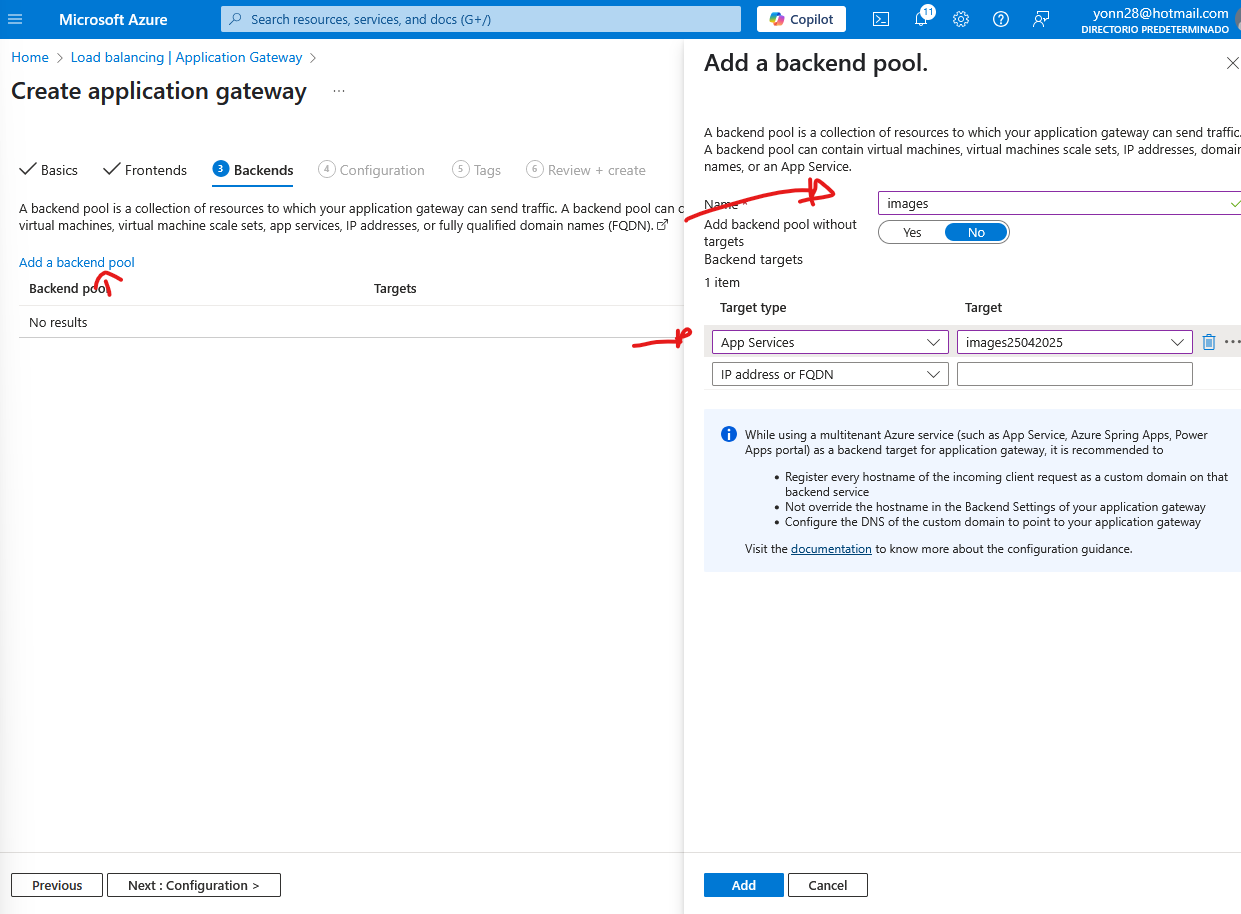 Microsoft Azure
Search resources, services, and docs (G+/)
Copilot
11
yonn28@hotmail.com
DIRECTORIO PREDETERMINADO
Home > Load balancing | Application Gateway >
Create application gateway ...
Basics
Frontends
3 Backends
4 Configuration
5 Tags
6 Review + create
A backend pool is a collection of resources to which your application gateway can send traffic. A backend pool can c
virtual machines, virtual machine scale sets, app services, IP addresses, or fully qualified domain names (FQDN).
Add a backend pool
Backend pool
Targets
No results
Previous
Next : Configuration >
Add a backend pool.
A backend pool is a collection of resources to which your application gateway can send traffic.
A backend pool can contain virtual machines, virtual machines scale sets, IP addresses, domain
names, or an App Service.
Name *
images
Add backend pool without
targets
Yes
No
Backend targets
1 item
Target type
Target
App Services
images25042025
IP address or FQDN
While using a multitenant Azure service (such as App Service, Azure Spring Apps, Power
Apps portal) as a backend target for application gateway, it is recommended to
• Register every hostname of the incoming client request as a custom domain on that
backend service
• Not override the hostname in the Backend Settings of your application gateway
• Configure the DNS of the custom domain to point to your application gateway
Visit the documentation to know more about the configuration guidance.
Add
Cancel